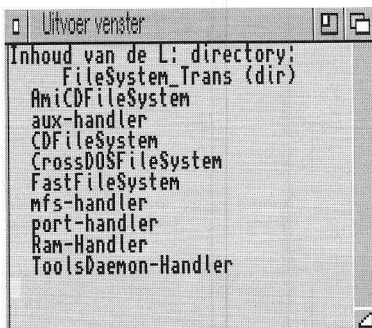 Uitvoer venster
Inhoud van de L: directory:
FileSystem_Trans (dir)
AmiCDFileSystem
aux-handler
CDFileSystem
CrossDOSFileSystem
FastFileSystem
mfs-handler
port-handler
Ram-Handler
ToolsDaemon-Handler